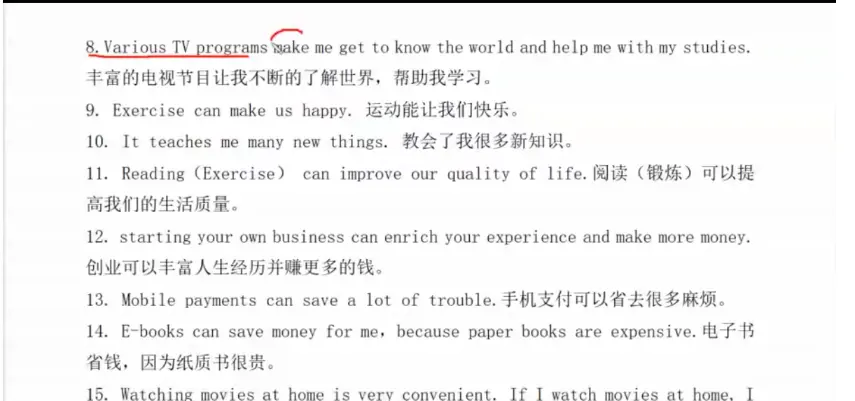 8.Various TV programs make me get to know the world and help me with my studies.
丰富的电视节目让我不断的了解世界，帮助我学习。
9. Exercise can make us happy. 运动能让我们快乐。
10. It teaches me many new things. 教会了我很多新知识。
11. Reading（Exercise） can improve our quality of life.阅读（锻炼）可以提
高我们的生活质量。
12. starting your own business can enrich your experience and make more money.
创业可以丰富人生经历并赚更多的钱。
13. Mobile payments can save a lot of trouble.手机支付可以省去很多麻烦。
14. E-books can save money for me，because paper books are expensive.电子书
省钱，因为纸质书很贵。
15. Watching movies at home is very convenient. If I watch movies at home, I